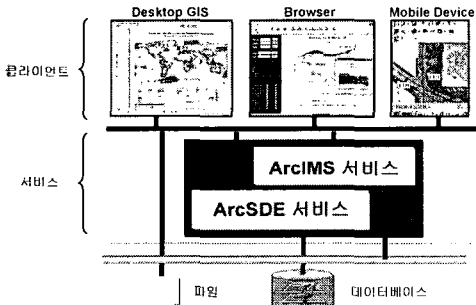 Desktop GIS
Browser
Mobile Device
클라이언트
서비스
ArcIMS 서비스
ArcSDE 서비스
파일
데이터베이스